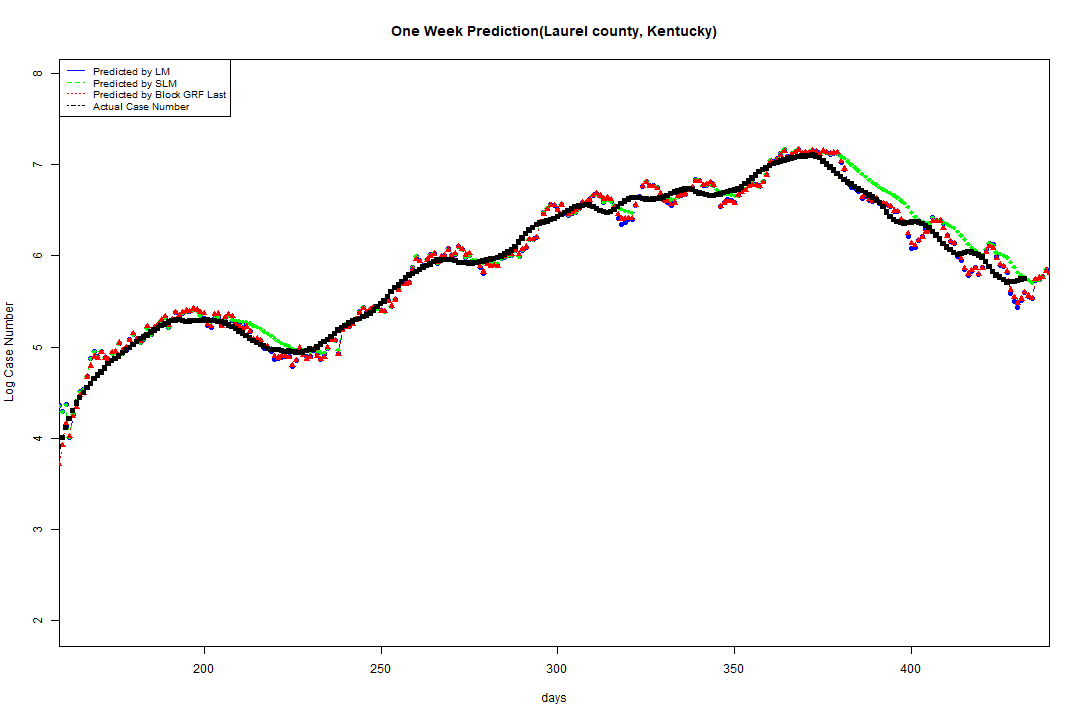 One Week Prediction(Laurel county, Kentucky)
Predicted by LM
Predicted by SLM
Predicted by Block GRF Last
Actual Case Number
8
7
6
5
4
3
2
Log Case Number
200 250 300 350 400
days